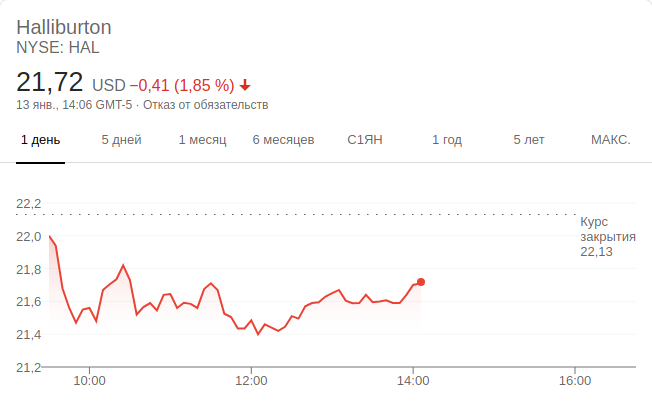 Halliburton
NYSE: HAL
21,72 USD −0,41 (1,85 %)
13 янв., 14:06 GMT-5 · Отказ от обязательств
1 день 5 дней 1 месяц 6 месяцев С1ЯН 1 год 5 лет МАКС.
22,2
Курс
закрытия
22,13
22,0
21,8
21,6
21,4
21,2
10:00 12:00 14:00 16:00